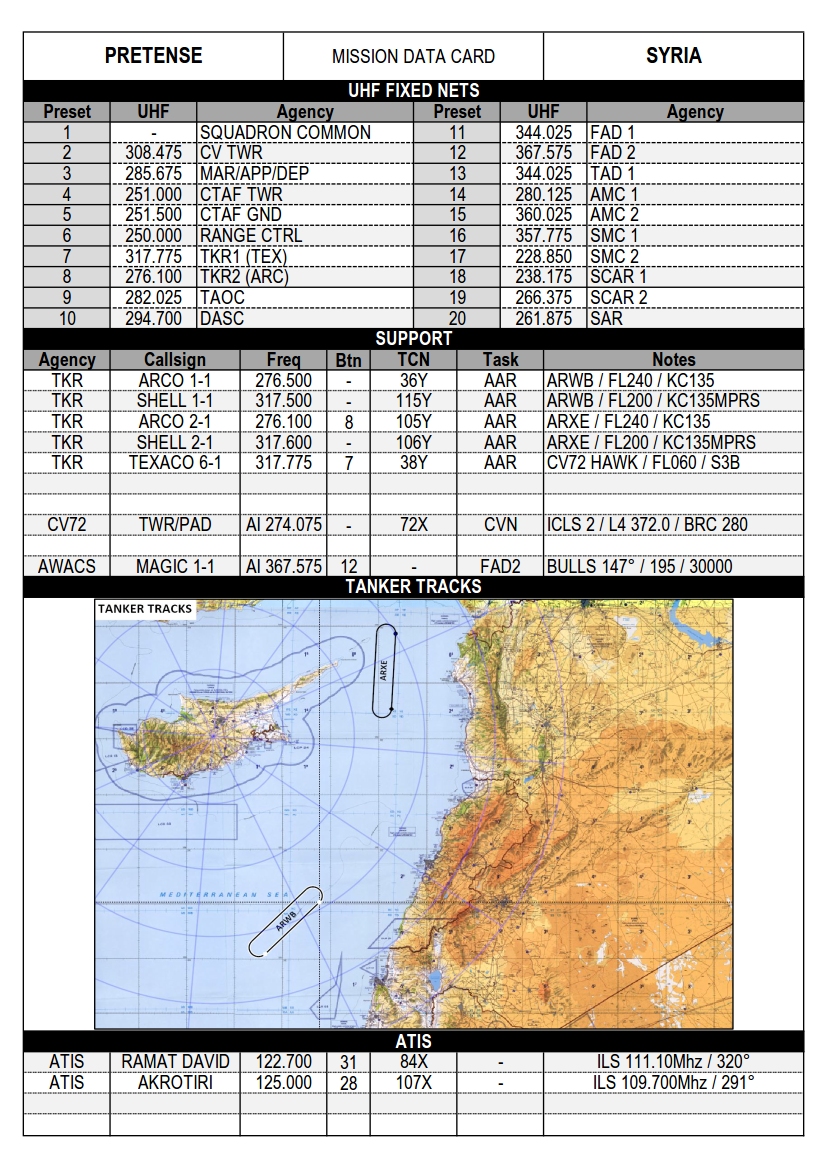 PRETENSE MISSION DATA CARD SYRIA
UHF FIXED NETS
Preset UHF Agency Preset UHF Agency
1 - SQUADRON COMMON 11 344.025 FAD 1
2 308.475 CV TWR 12 367.575 FAD 2
3 285.675 MAR/APP/DEP 13 344.025 TAD 1
4 251.000 CTAF TWR 14 280.125 AMC 1
5 251.500 CTAF GND 15 360.025 AMC 2
6 250.000 RANGE CTRL 16 357.775 SMC 1
7 317.775 TKR1 (TEX) 17 228.850 SMC 2
8 276.100 TKR2 (ARC) 18 238.175 SCAR 1
9 282.025 TAOC 19 266.375 SCAR 2
10 294.700 DASC 20 261.875 SAR
SUPPORT
Agency Callsign Freq Btn TCN Task Notes
TKR ARCO 1-1 276.500 - 36Y AAR ARWB / FL240 / KC135
TKR SHELL 1-1 317.500 - 115Y AAR ARWB / FL200 / KC135MPRS
TKR ARCO 2-1 276.100 8 105Y AAR ARXE / FL240 / KC135
TKR SHELL 2-1 317.600 - 106Y AAR ARXE / FL200 / KC135MPRS
TKR TEXACO 6-1 317.775 7 38Y AAR CV72 HAWK / FL060 / S3B
CV72 TWR/PAD AI 274.075 - 72X CVN ICLS 2 / L4 372.0 / BRC 280
AWACS MAGIC 1-1 AI 367.575 12 - FAD2 BULLS 147° / 195 / 30000
TANKER TRACKS
TANKER TRACKS
ARXE
MEDITERRANEAN SEA
ARWB
ATIS
ATIS RAMAT DAVID 122.700 31 84X - ILS 111.10Mhz / 320°
ATIS AKROTIRI 125.000 28 107X - ILS 109.700Mhz / 291°